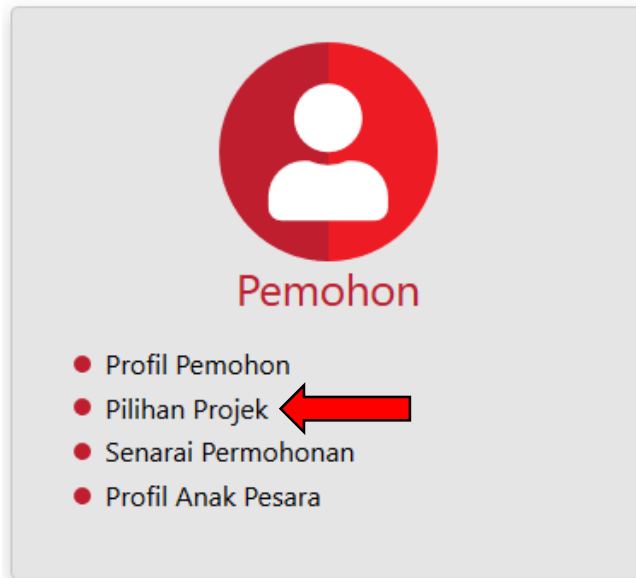 Pemohon
Profil Pemohon
Pilihan Projek
Senarai Permohonan
Profil Anak Pesara